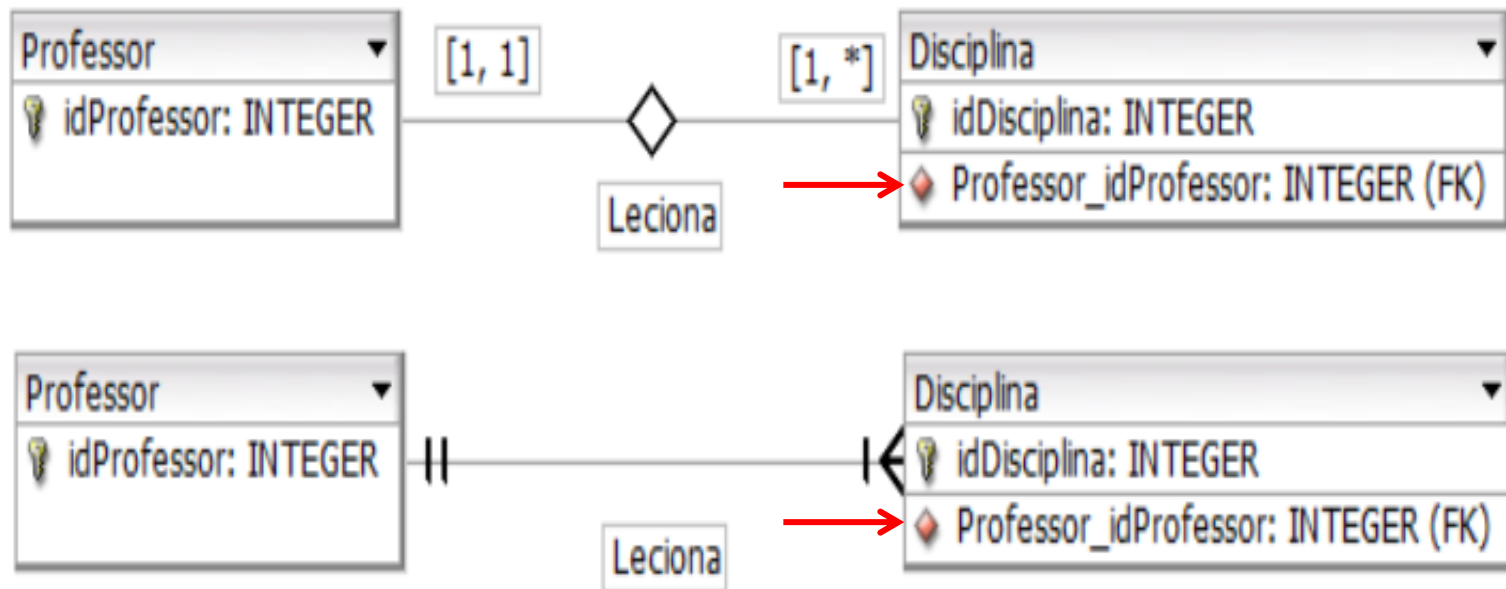 Professor
[1, 1]
[1, *]
Disciplina
idProfessor: INTEGER
idDisciplina: INTEGER
Professor_idProfessor: INTEGER (FK)
Leciona
Professor
Disciplina
idProfessor: INTEGER
idDisciplina: INTEGER
Professor_idProfessor: INTEGER (FK)
Leciona